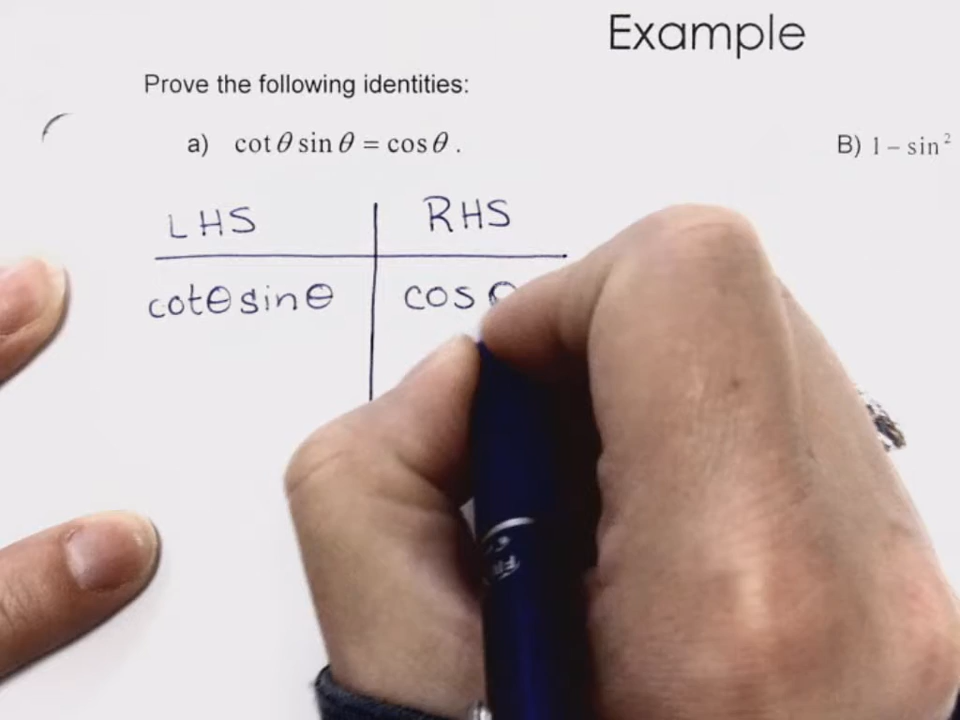 Example
Prove the following identities:
a) cot θ sin θ = cos θ .
B) 1 − sin²
LHS RHS
cotθ sinθ cos θ